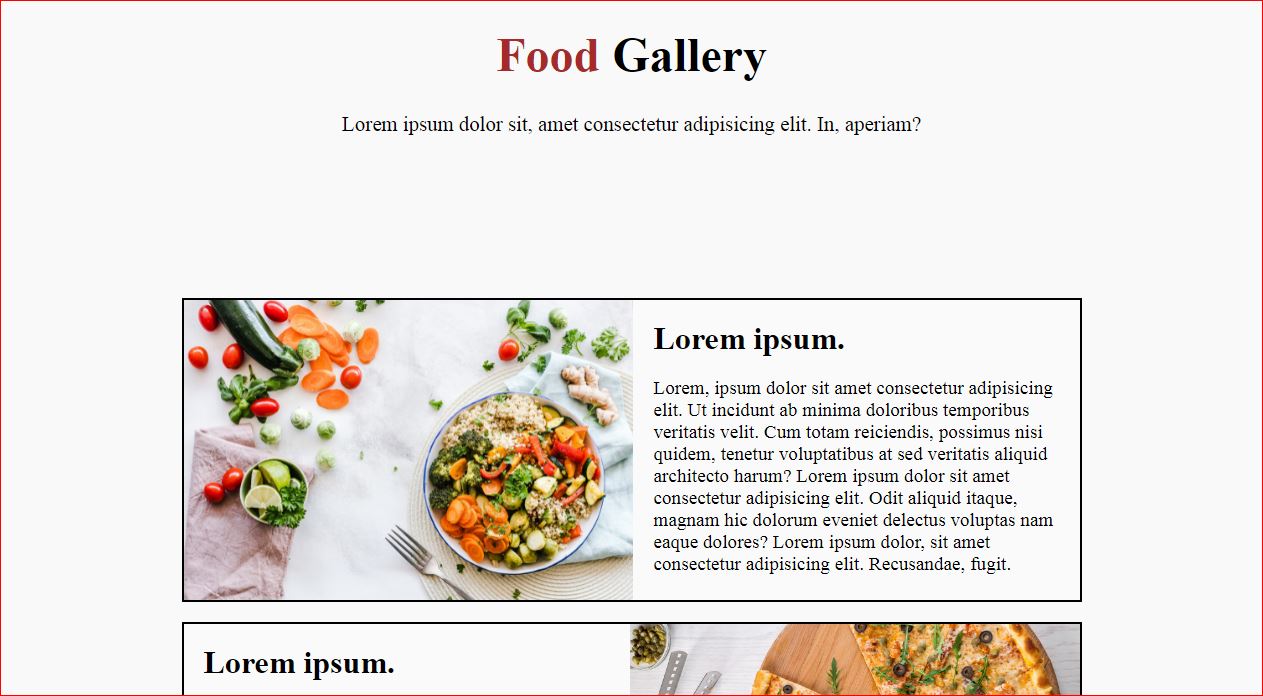 Food Gallery
Lorem ipsum dolor sit, amet consectetur adipisicing elit. In, aperiam?
Lorem ipsum.
Lorem, ipsum dolor sit amet consectetur adipisicing
elit. Ut incidunt ab minima doloribus temporibus
veritatis velit. Cum totam reiciendis, possimus nisi
quidem, tenetur voluptatibus at sed veritatis aliquid
architecto harum? Lorem ipsum dolor sit amet
consectetur adipisicing elit. Odit aliquid itaque,
magnam hic dolorum eveniet delectus voluptas nam
eaque dolores? Lorem ipsum dolor, sit amet
consectetur adipisicing elit. Recusandae, fugit.
Lorem ipsum.